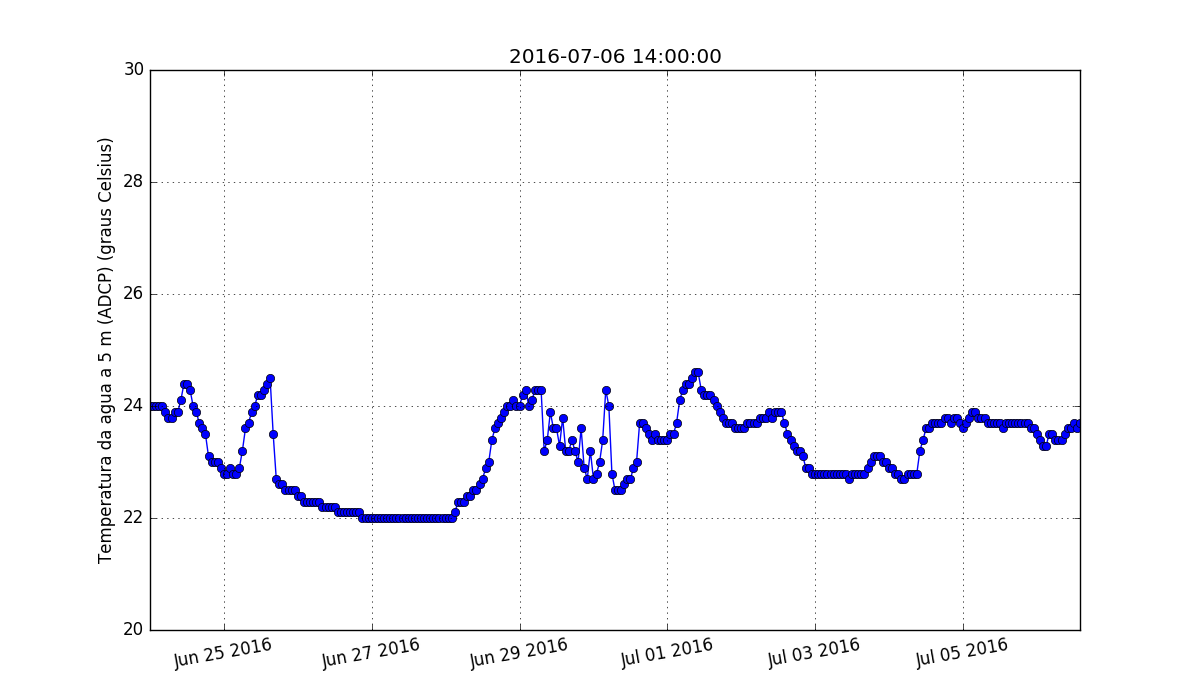 2016-07-06 14:00:00
Temperatura da agua a 5 m (ADCP) (graus Celsius)
30
28
26
24
22
20
Jun 25 2016
Jun 27 2016
Jun 29 2016
Jul 01 2016
Jul 03 2016
Jul 05 2016